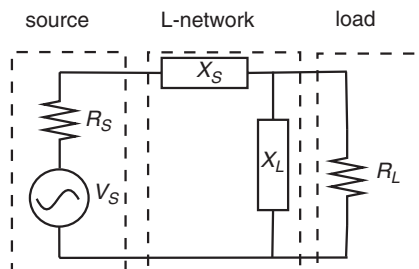 source L-network load
X_S
R_S
X_L
R_L
V_S